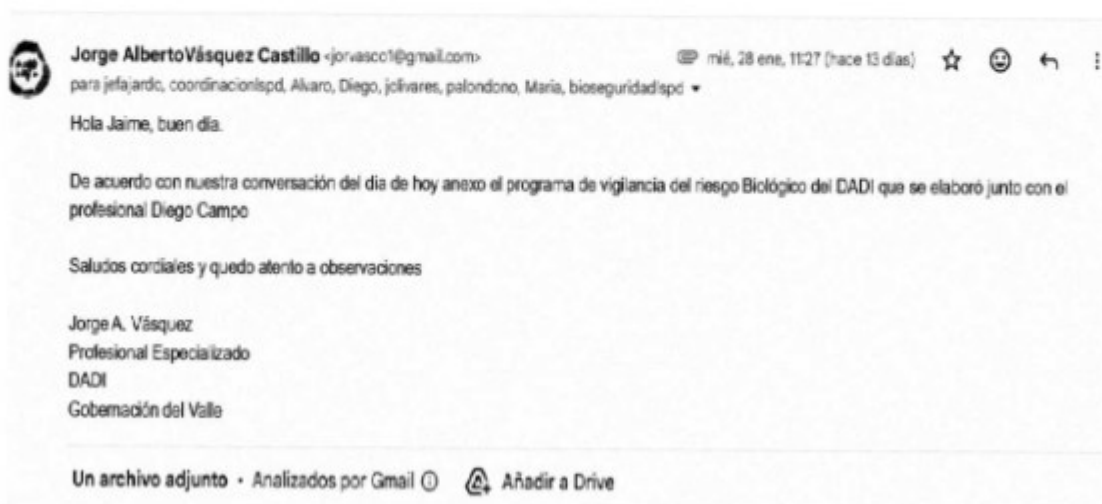 Jorge AlbertoVásquez Castillo <jorvasco1@gmail.com> mié, 28 ene, 11:27 (hace 13 días)
para jefajardo, coordinacionlspd, Alvaro, Diego, jolivares, palondono, Maria, bioseguridadlspd
Hola Jaime, buen día.
De acuerdo con nuestra conversación del dia de hoy anexo el programa de vigilancia del riesgo Biológico del DADI que se elaboró junto con el
profesional Diego Campo
Saludos cordiales y quedo atento a observaciones
Jorge A. Vásquez
Profesional Especializado
DADI
Gobernación del Valle
Un archivo adjunto • Analizados por Gmail Añadir a Drive